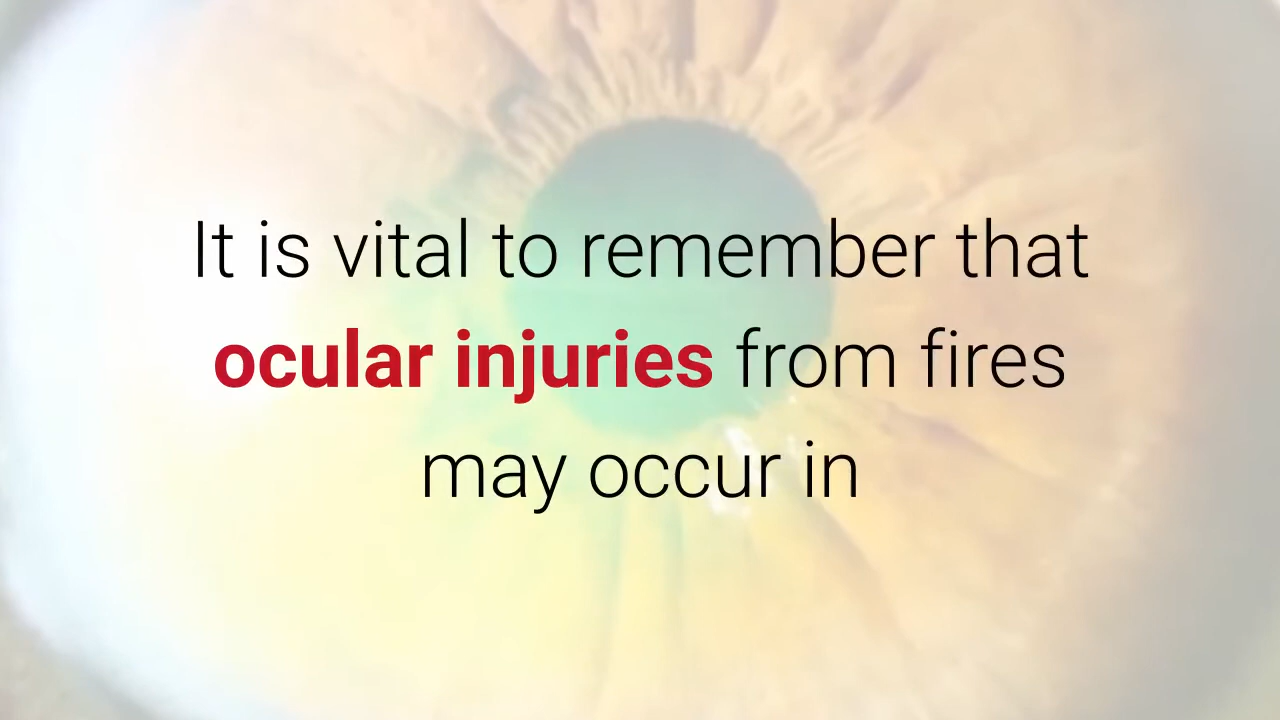 It is vital to remember that
ocular injuries from fires
may occur in